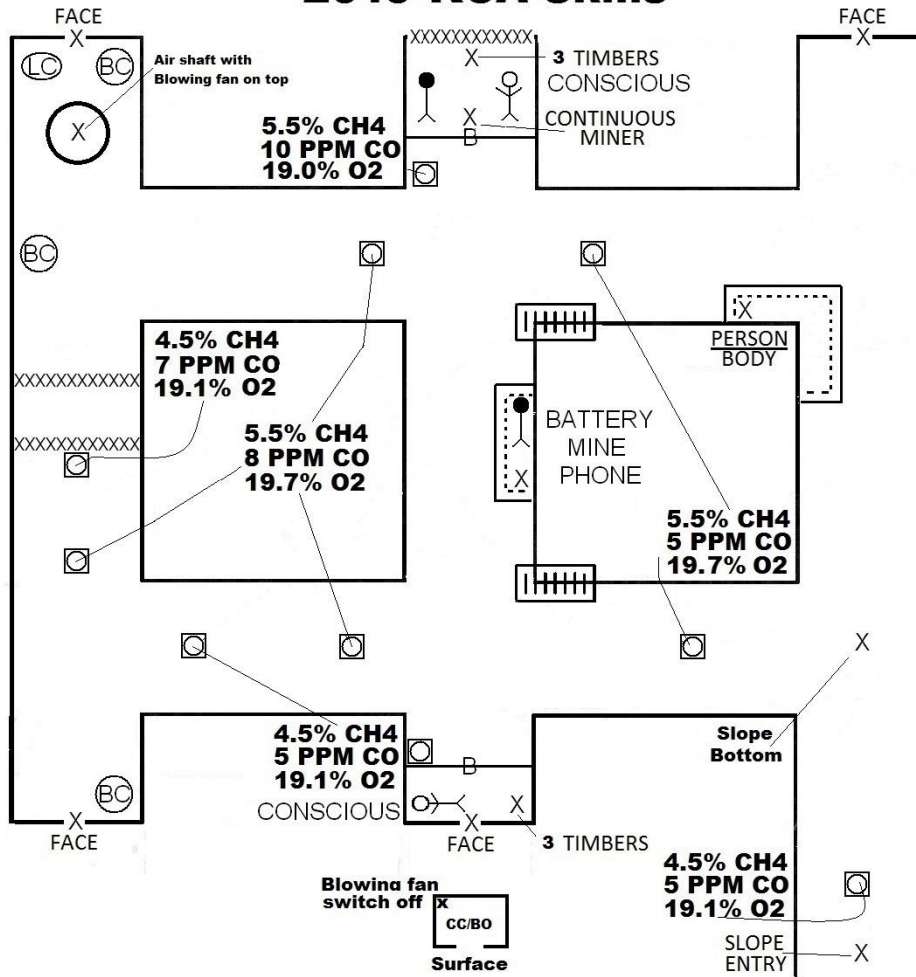 FACE
X
FACE
X
LC
BC
Air shaft with
Blowing fan on top
X
XXXXXXXXXXXX
X
3 TIMBERS
CONSCIOUS
X
CONTINUOUS
MINER
B
5.5% CH4
10 PPM CO
19.0% O2
BC
X
PERSON
BODY
4.5% CH4
7 PPM CO
19.1% O2
XXXXXXXXXXXX
XXXXXXXXXXXX
5.5% CH4
8 PPM CO
19.7% O2
BATTERY
MINE
PHONE
X
5.5% CH4
5 PPM CO
19.7% O2
X
Slope
Bottom
4.5% CH4
5 PPM CO
19.1% O2
CONSCIOUS
B
BC
X
FACE
X
FACE
X
3 TIMBERS
4.5% CH4
5 PPM CO
19.1% O2
Blowing fan
switch off x
CC/BO
Surface
SLOPE
ENTRY
X